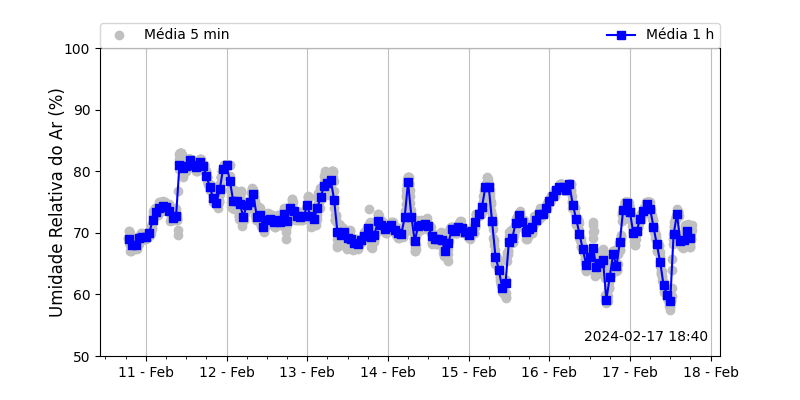 Média 5 min
Média 1 h
Umidade Relativa do Ar (%)
100
90
80
70
60
50
2024-02-17 18:40
11 - Feb
12 - Feb
13 - Feb
14 - Feb
15 - Feb
16 - Feb
17 - Feb
18 - Feb